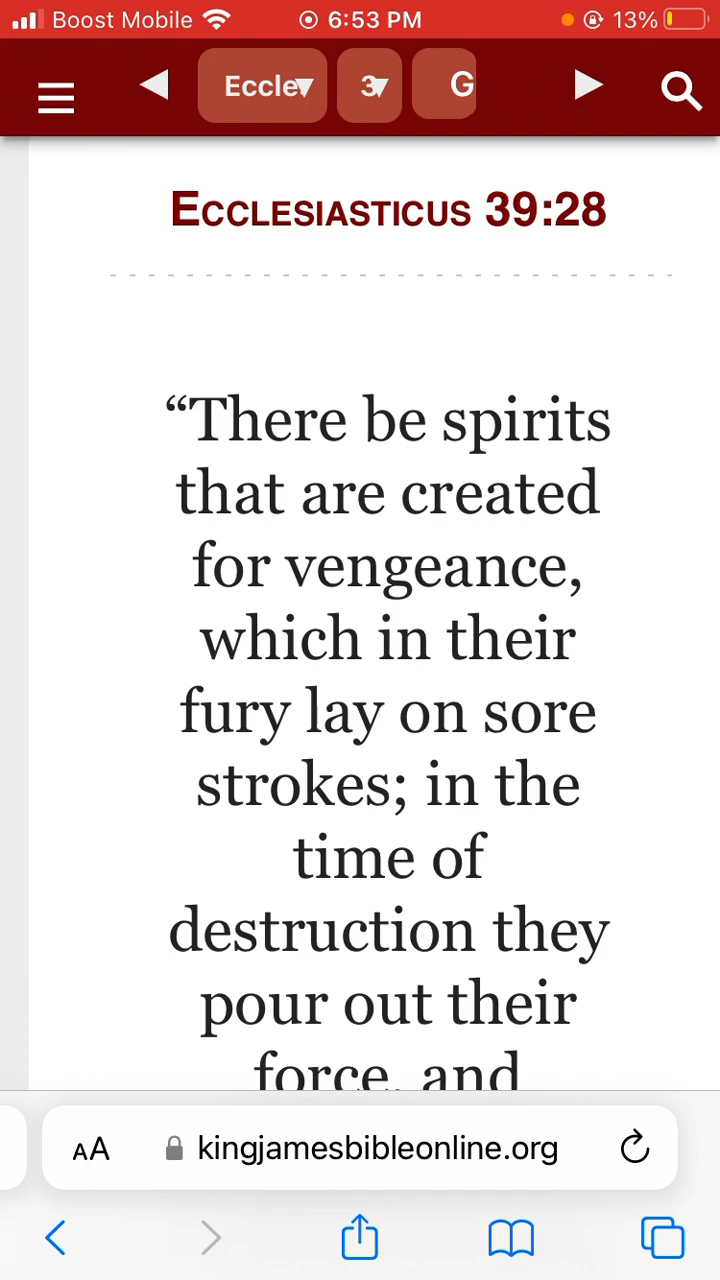 Boost Mobile 6:53 PM 13%
Eccle 3 G
ECCLESIASTICUS 39:28
“There be spirits
that are created
for vengeance,
which in their
fury lay on sore
strokes; in the
time of
destruction they
pour out their
force, and
AA kingjamesbibleonline.org